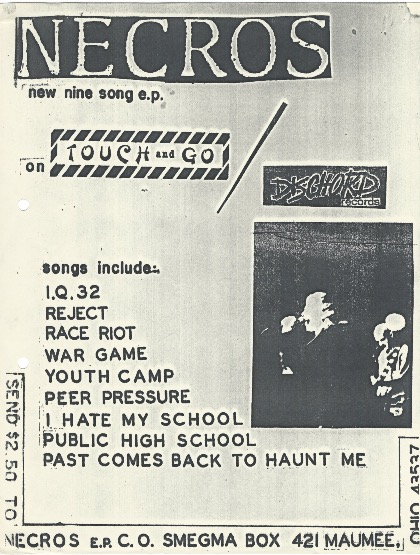 NECROS
new nine song e.p.
on TOUCH and GO
DISCHORD
records
songs include:
I.Q. 32
REJECT
RACE RIOT
WAR GAME
YOUTH CAMP
PEER PRESSURE
I HATE MY SCHOOL
PUBLIC HIGH SCHOOL
PAST COMES BACK TO HAUNT ME
SEND $2 50 TO
NECROS E.P. C.O. SMEGMA BOX 421 MAUMEE,
OHIO 43537